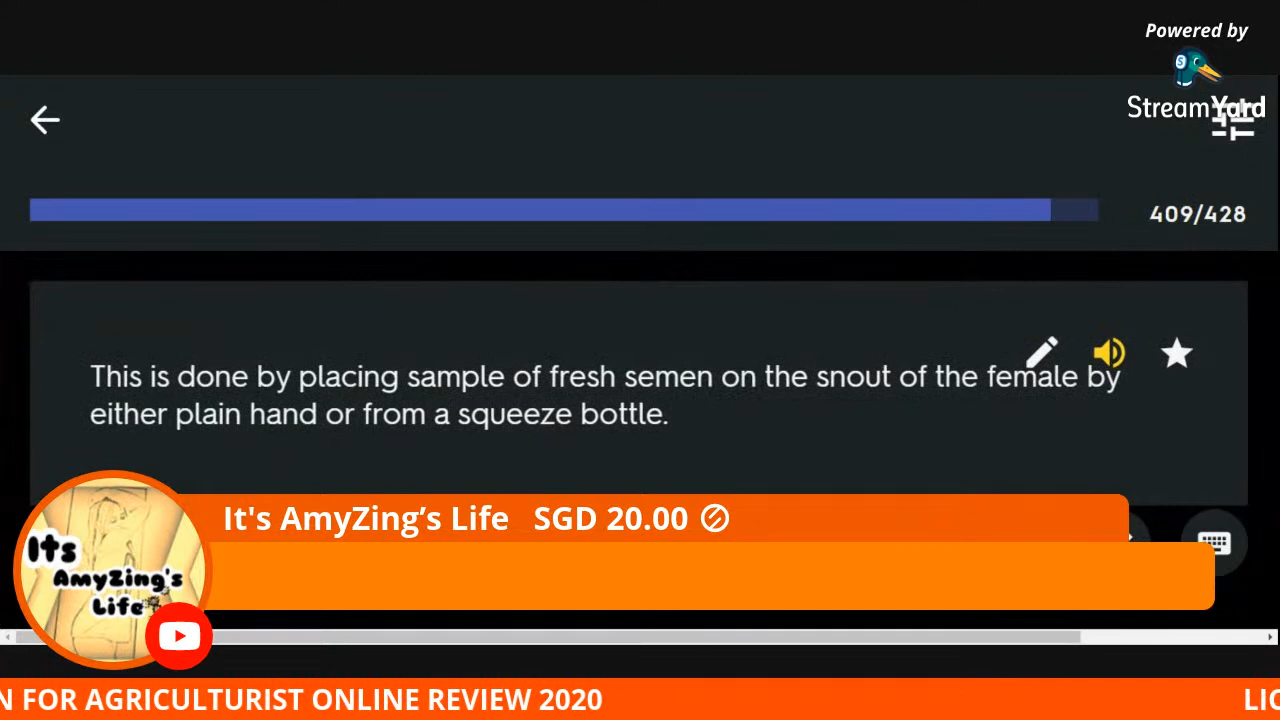 Powered by
StreamYard
409/428
This is done by placing sample of fresh semen on the snout of the female by
either plain hand or from a squeeze bottle.
It's AmyZing’s Life SGD 20.00
Its
AmyZing's
Life
N FOR AGRICULTURIST ONLINE REVIEW 2020 LIC